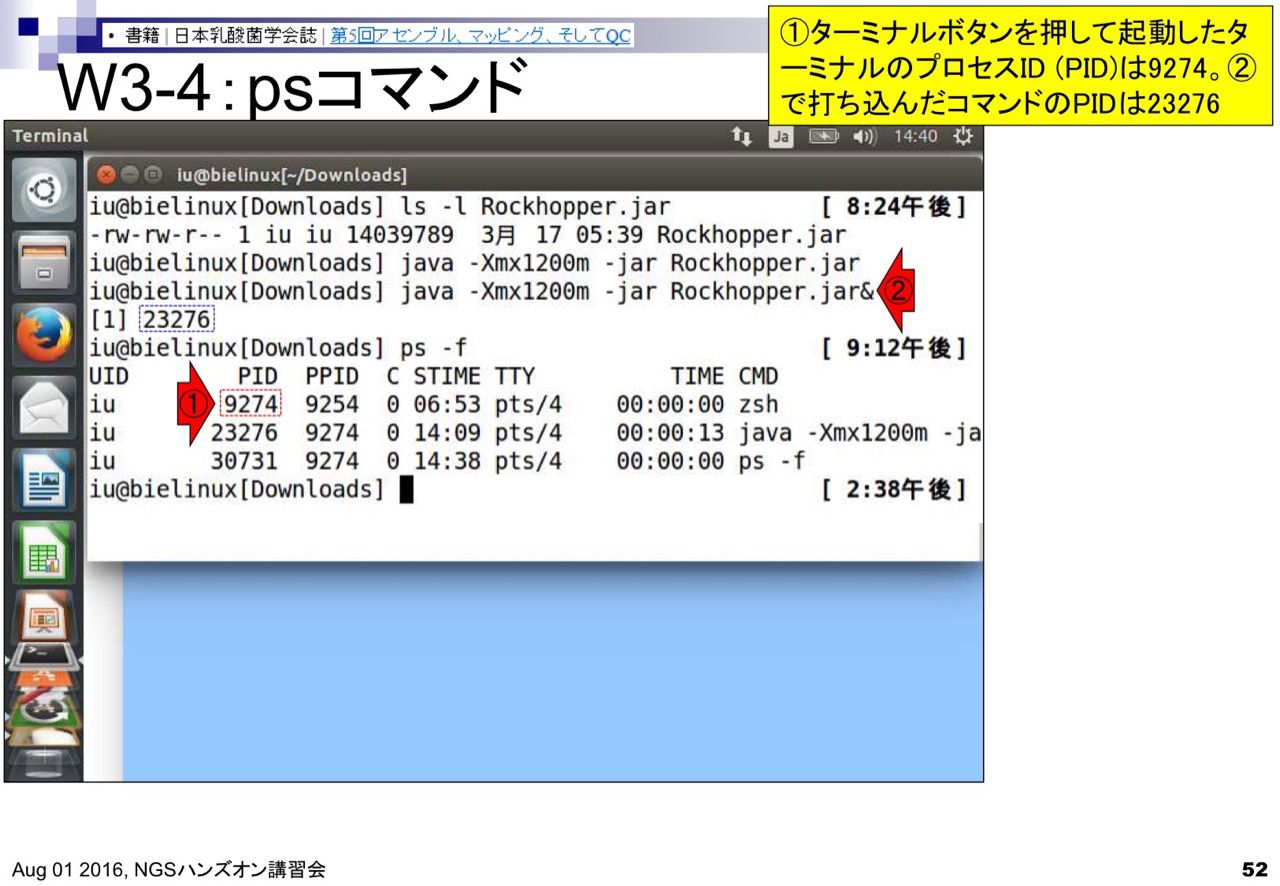 • 書籍 | 日本乳酸菌学会誌 | 第5回アセンブル、マッピング、そしてQC
W3-4：psコマンド
①ターミナルボタンを押して起動したタ
ーミナルのプロセスID (PID)は9274。②
で打ち込んだコマンドのPIDは23276
Terminal Ja 14:40
iu@bielinux[~/Downloads]
iu@bielinux[Downloads] ls -l Rockhopper.jar [ 8:24午後]
-rw-rw-r-- 1 iu iu 14039789 3月 17 05:39 Rockhopper.jar
iu@bielinux[Downloads] java -Xmx1200m -jar Rockhopper.jar
iu@bielinux[Downloads] java -Xmx1200m -jar Rockhopper.jar& ②
[1] 23276
iu@bielinux[Downloads] ps -f [ 9:12午後]
UID PID PPID C STIME TTY TIME CMD
iu ① 9274 9254 0 06:53 pts/4 00:00:00 zsh
iu 23276 9274 0 14:09 pts/4 00:00:13 java -Xmx1200m -ja
iu 30731 9274 0 14:38 pts/4 00:00:00 ps -f
iu@bielinux[Downloads] [ 2:38午後]
Aug 01 2016, NGSハンズオン講習会
52